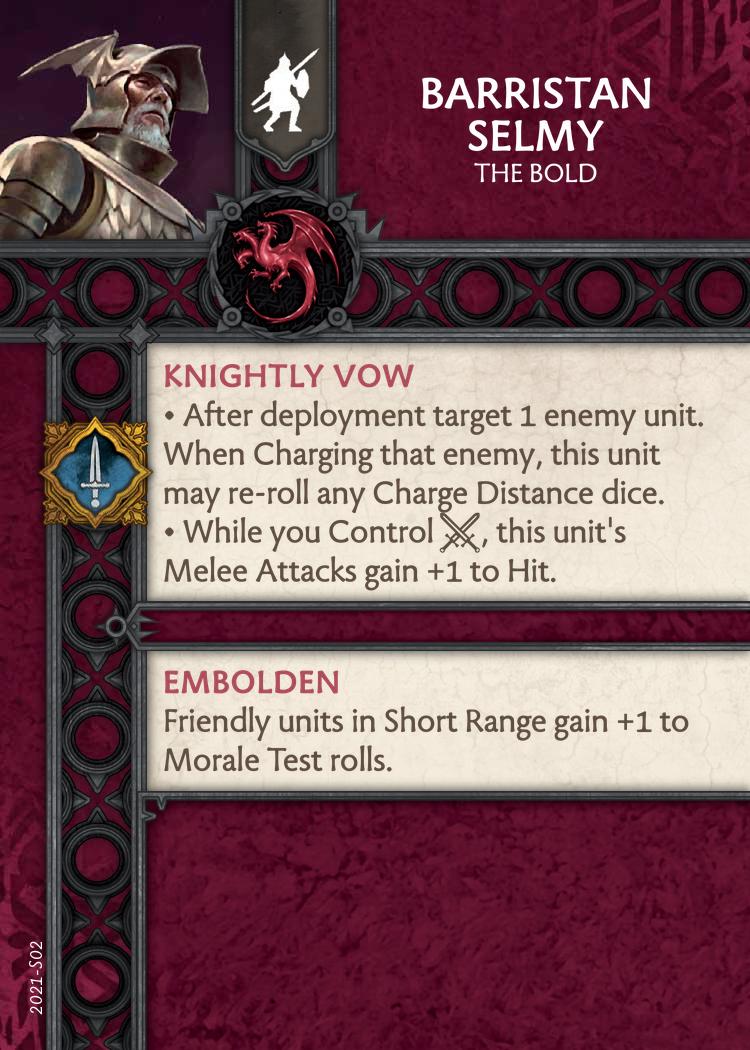 BARRISTAN
SELMY
THE BOLD
KNIGHTLY VOW
• After deployment target 1 enemy unit.
When Charging that enemy, this unit
may re-roll any Charge Distance dice.
• While you Control , this unit's
Melee Attacks gain +1 to Hit.
EMBOLDEN
Friendly units in Short Range gain +1 to
Morale Test rolls.
2021-S02